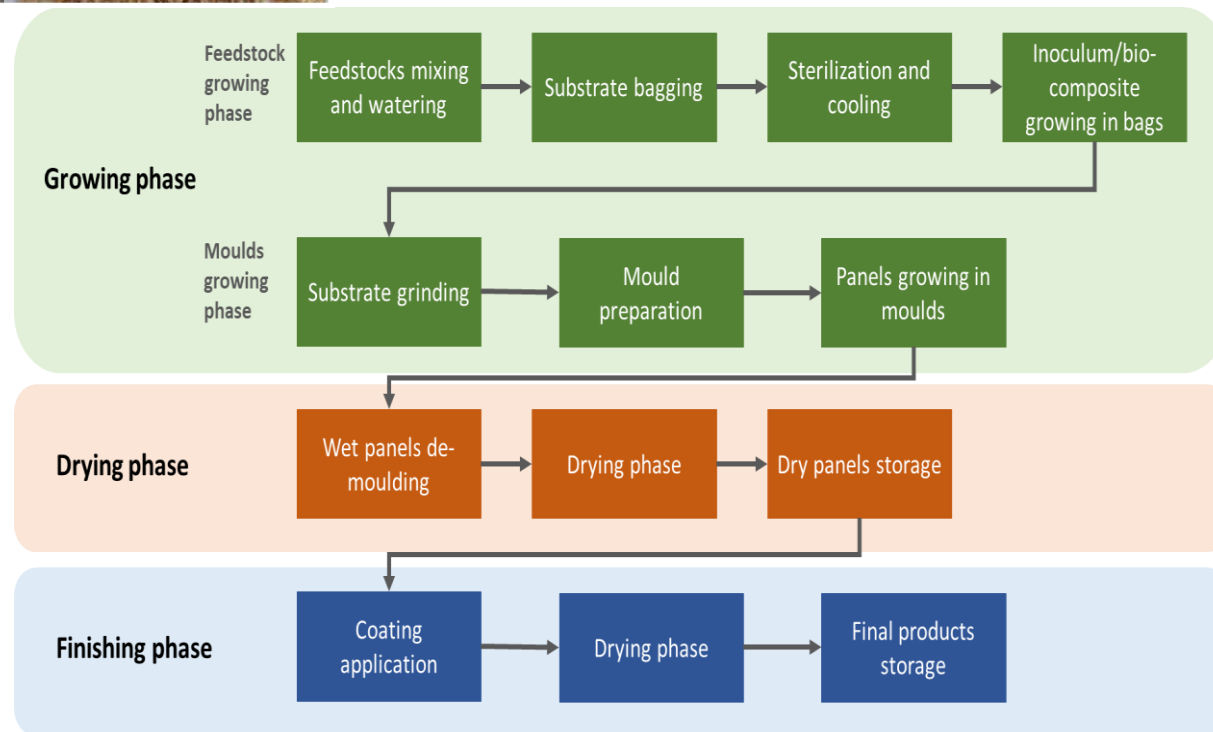 Feedstock
growing
phase
Feedstocks mixing
and watering
Substrate bagging
Sterilization and
cooling
Inoculum/bio-
composite
growing in bags
Growing phase
Moulds
growing
phase
Substrate grinding
Mould
preparation
Panels growing in
moulds
Drying phase
Wet panels de-
moulding
Drying phase
Dry panels storage
Finishing phase
Coating
application
Drying phase
Final products
storage